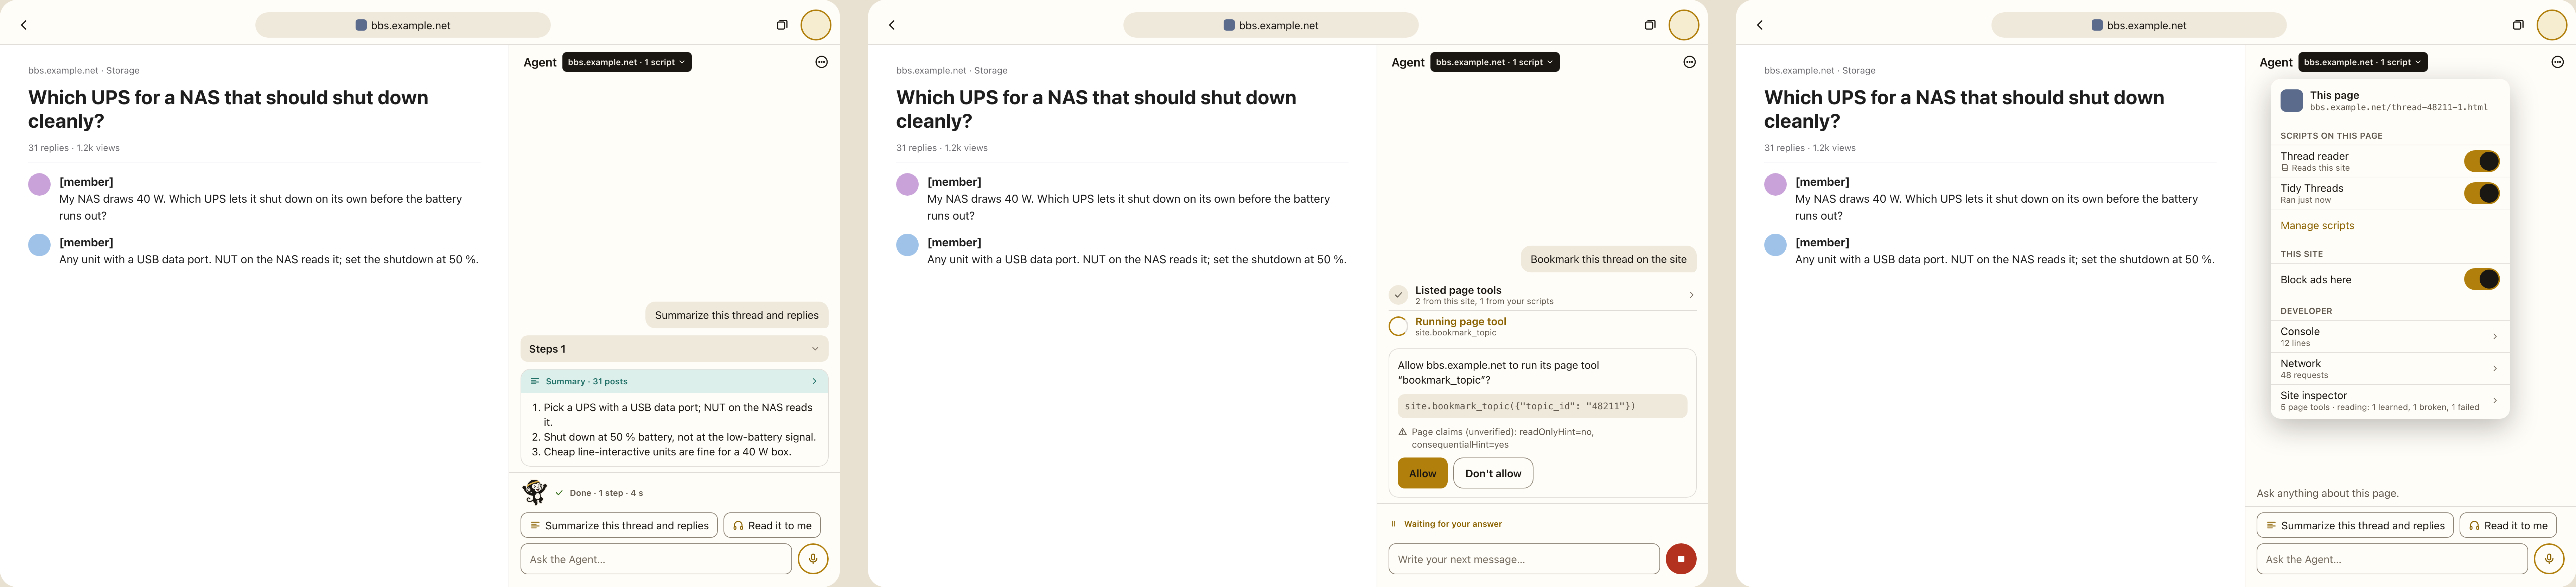 bbs.example.net
bbs.example.net · Storage
Which UPS for a NAS that should shut down
cleanly?
31 replies · 1.2k views
[member]
My NAS draws 40 W. Which UPS lets it shut down on its own before the battery
runs out?
[member]
Any unit with a USB data port. NUT on the NAS reads it; set the shutdown at 50 %.
Agent
bbs.example.net · 1 script
Summarize this thread and replies
Steps 1
Summary · 31 posts
1. Pick a UPS with a USB data port; NUT on the NAS reads
it.
2. Shut down at 50 % battery, not at the low-battery signal.
3. Cheap line-interactive units are fine for a 40 W box.
Done · 1 step · 4 s
Summarize this thread and replies
Read it to me
Ask the Agent...
bbs.example.net
bbs.example.net · Storage
Which UPS for a NAS that should shut down
cleanly?
31 replies · 1.2k views
[member]
My NAS draws 40 W. Which UPS lets it shut down on its own before the battery
runs out?
[member]
Any unit with a USB data port. NUT on the NAS reads it; set the shutdown at 50 %.
Agent
bbs.example.net · 1 script
Bookmark this thread on the site
Listed page tools
2 from this site, 1 from your scripts
Running page tool
site.bookmark_topic
Allow bbs.example.net to run its page tool
“bookmark_topic”?
site.bookmark_topic({"topic_id": "48211"})
Page claims (unverified): readOnlyHint=no,
consequentialHint=yes
Allow
Don't allow
Waiting for your answer
Write your next message...
bbs.example.net
bbs.example.net · Storage
Which UPS for a NAS that should shut down
cleanly?
31 replies · 1.2k views
[member]
My NAS draws 40 W. Which UPS lets it shut down on its own before the battery
runs out?
[member]
Any unit with a USB data port. NUT on the NAS reads it; set the shutdown at 50 %.
Agent
bbs.example.net · 1 script
This page
bbs.example.net/thread-48211-1.html
SCRIPTS ON THIS PAGE
Thread reader
Reads this site
Tidy Threads
Ran just now
Manage scripts
THIS SITE
Block ads here
DEVELOPER
Console
12 lines
Network
48 requests
Site inspector
5 page tools · reading: 1 learned, 1 broken, 1 failed
Ask anything about this page.
Summarize this thread and replies
Read it to me
Ask the Agent...